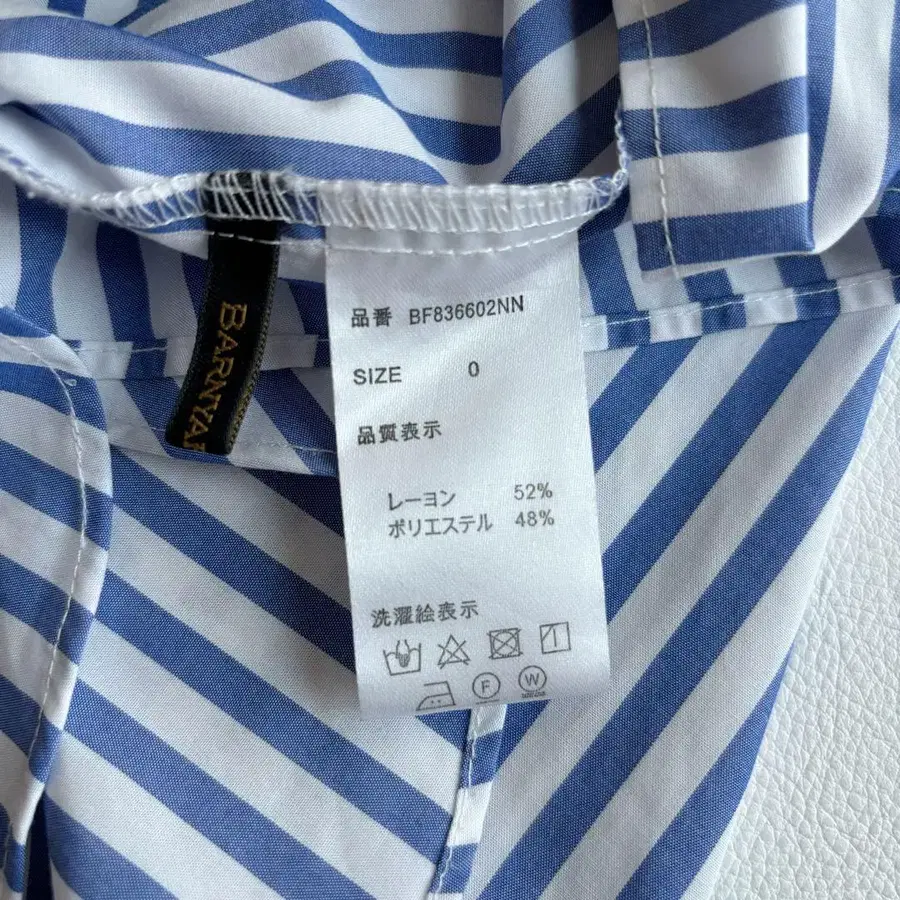 BARNYA
品番 BF836602NN
SIZE 0
品質表示
レーヨン 52%
ポリエステル 48%
洗濯絵表示
F
W